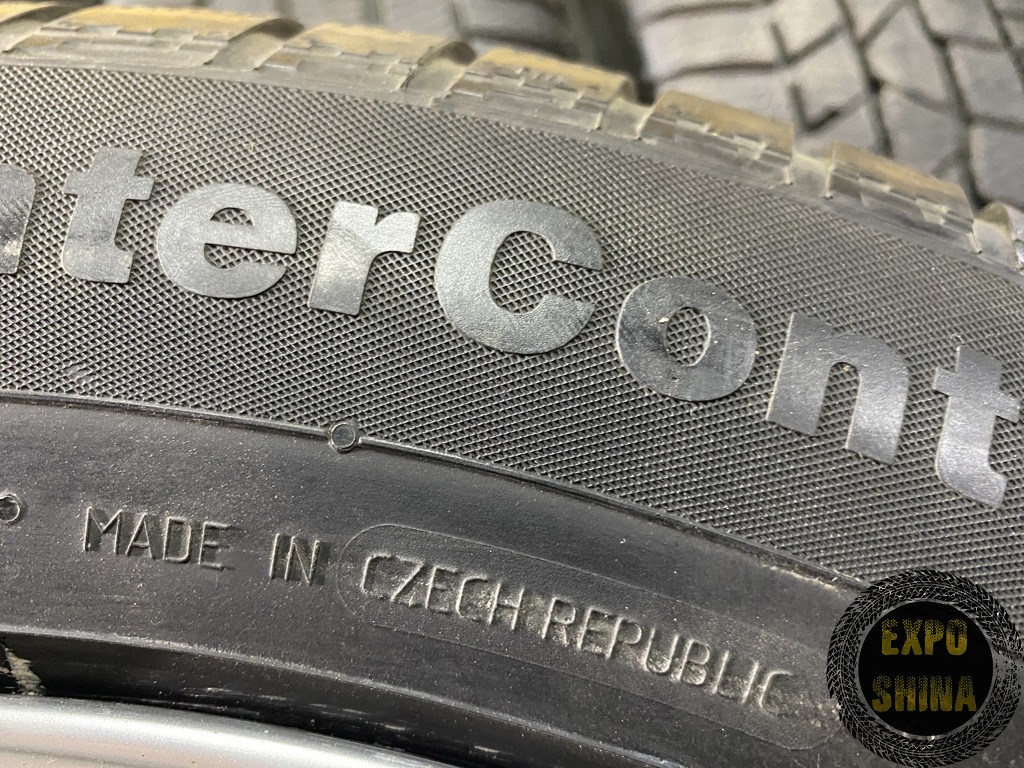 nterCont
MADE IN CZECH REPUBLIC
EXPO
SHINA